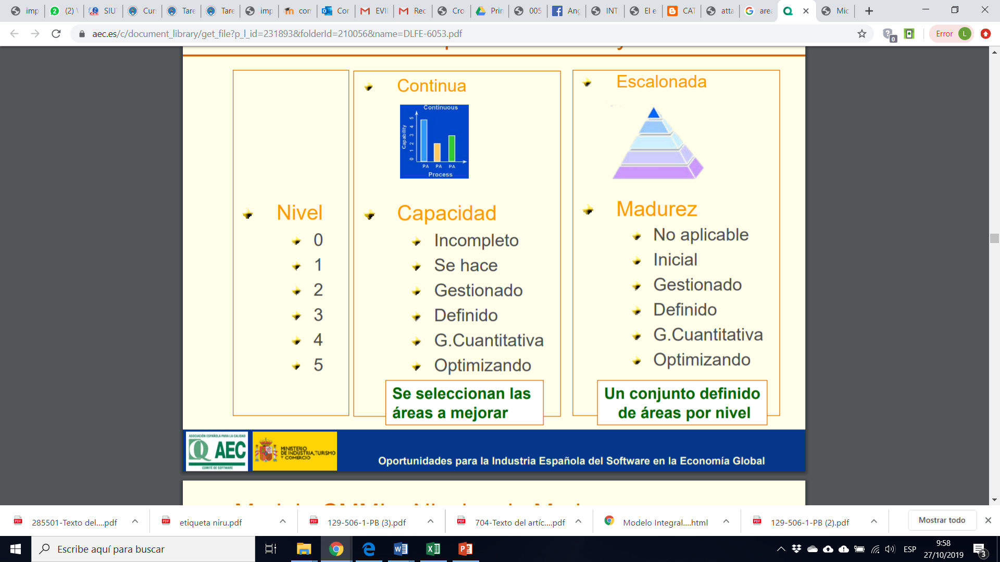 imp
(2) \
SIU
Cur
Tare
Tare
imp
con
Cor
EVII
Rec
Cro
Prin
005
Ang
INT
El e
CAT
atta
area
Mic
aec.es/c/document_library/get_file?p_l_id=231893&folderId=210056&name=DLFE-6053.pdf
0
Error L
Continua
Escalonada
Continuous
Capability
0 1 2 3 4 5
PA PA PA
Process
Nivel
0
1
2
3
4
5
Capacidad
Incompleto
Se hace
Gestionado
Definido
G.Cuantitativa
Optimizando
Madurez
No aplicable
Inicial
Gestionado
Definido
G.Cuantitativa
Optimizando
Se seleccionan las
áreas a mejorar
Un conjunto definido
de áreas por nivel
ASOCIACIÓN ESPAÑOLA PARA LA CALIDAD
AEC
COMITÉ DE SOFTWARE
MINISTERIO
DE INDUSTRIA, TURISMO
Y COMERCIO
Oportunidades para la Industria Española del Software en la Economía Global
285501-Texto del....pdf
etiqueta niru.pdf
129-506-1-PB (3).pdf
704-Texto del artíc....pdf
Modelo Integral....html
129-506-1-PB (2).pdf
Mostrar todo
Escribe aquí para buscar
ESP
9:58
27/10/2019
3